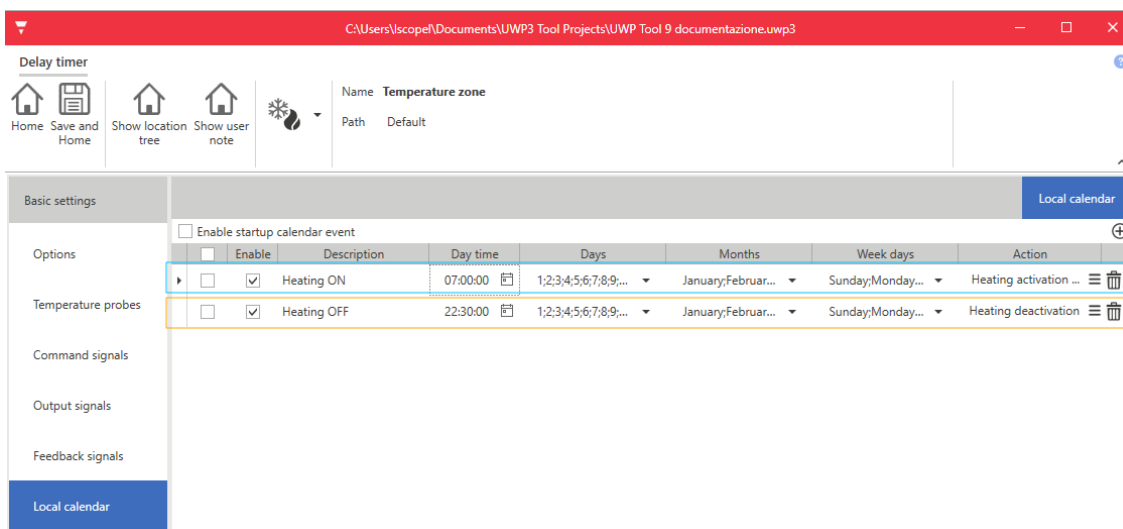 C:\Users\lscopel\Documents\UWP3 Tool Projects\UWP Tool 9 documentazione.uwp3
Delay timer
Home
Save and Home
Show location tree
Show user note
Name Temperature zone
Path Default
Basic settings
Local calendar
Enable startup calendar event
Enable Description Day time Days Months Week days Action
Heating ON 07:00:00 1;2;3;4;5;6;7;8;9;... January;Februar... Sunday;Monday... Heating activation ...
Heating OFF 22:30:00 1;2;3;4;5;6;7;8;9;... January;Februar... Sunday;Monday... Heating deactivation
Options
Temperature probes
Command signals
Output signals
Feedback signals
Local calendar